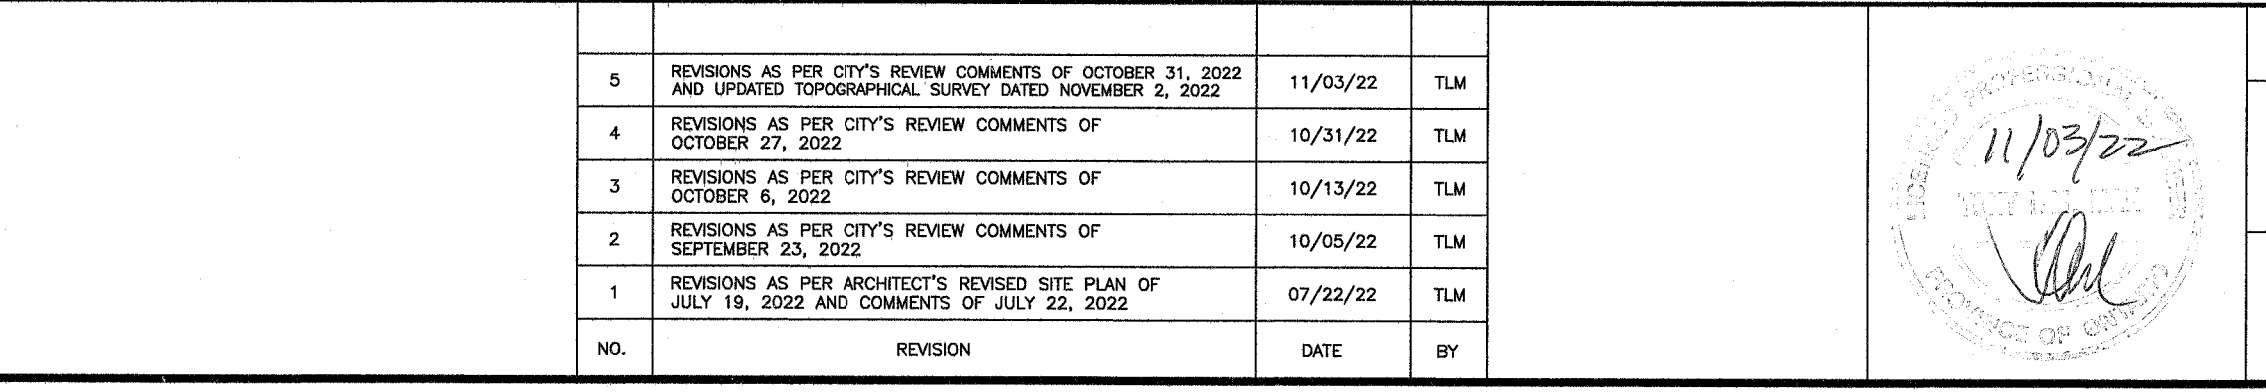 5 REVISIONS AS PER CITY'S REVIEW COMMENTS OF OCTOBER 31, 2022 11/03/22 TLM
AND UPDATED TOPOGRAPHICAL SURVEY DATED NOVEMBER 2, 2022
4 REVISIONS AS PER CITY'S REVIEW COMMENTS OF 10/31/22 TLM
OCTOBER 27, 2022
3 REVISIONS AS PER CITY'S REVIEW COMMENTS OF 10/13/22 TLM
OCTOBER 6, 2022
2 REVISIONS AS PER CITY'S REVIEW COMMENTS OF 10/05/22 TLM
SEPTEMBER 23, 2022
1 REVISIONS AS PER ARCHITECT'S REVISED SITE PLAN OF 07/22/22 TLM
JULY 19, 2022 AND COMMENTS OF JULY 22, 2022
NO. REVISION DATE BY
LICENSED PROFESSIONAL
11/03/22
PROVINCE OF ONTARIO